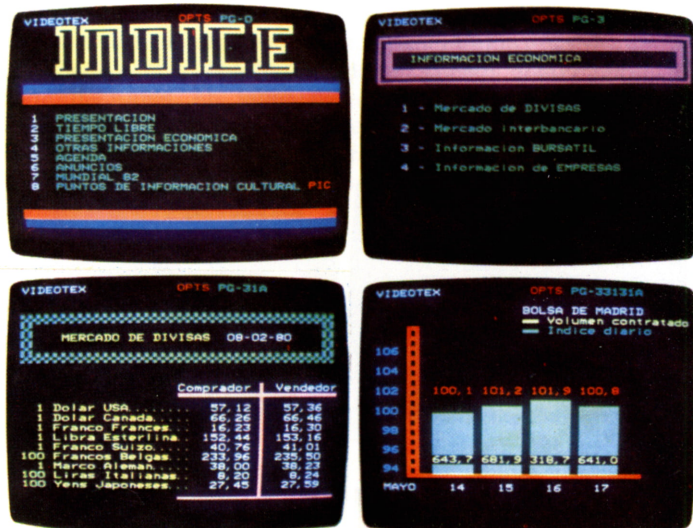 VIDEOTEX OPTS PG-0
INDICE
1 PRESENTACION
2 TIEMPO LIBRE
3 PRESENTACION ECONOMICA
4 OTRAS INFORMACIONES
5 AGENDA
6 ANUNCIOS
7 MUNDIAL 82
8 PUNTOS DE INFORMACION CULTURAL PIC
VIDEOTEX OPTS PG-3
INFORMACION ECONOMICA
1 - Mercado de DIVISAS
2 - Mercado interbancario
3 - Informacion BURSATIL
4 - Informacion de EMPRESAS
VIDEOTEX OPTS PG-31A
MERCADO DE DIVISAS 08-02-80
Comprador Vendedor
1 Dolar USA..... 57,12 57,36
1 Dolar Canada.... 66,26 66,46
1 Franco Frances.. 16,23 16,30
1 Libra Esterlina. 152,44 153,16
1 Franco Suizo.... 40,76 41,01
100 Francos Belgas.. 233,96 235,50
1 Marco Aleman.... 38,00 38,23
100 Liras Italianas. 8,20 8,24
100 Yens Japoneses.. 27,45 27,59
VIDEOTEX OPTS PG-33131A
BOLSA DE MADRID
Volumen contratado
Indice diario
106
104
102
100
98
96
94
100,1 101,2 101,9 100,8
643,7 681,9 318,7 641,0
MAYO 14 15 16 17